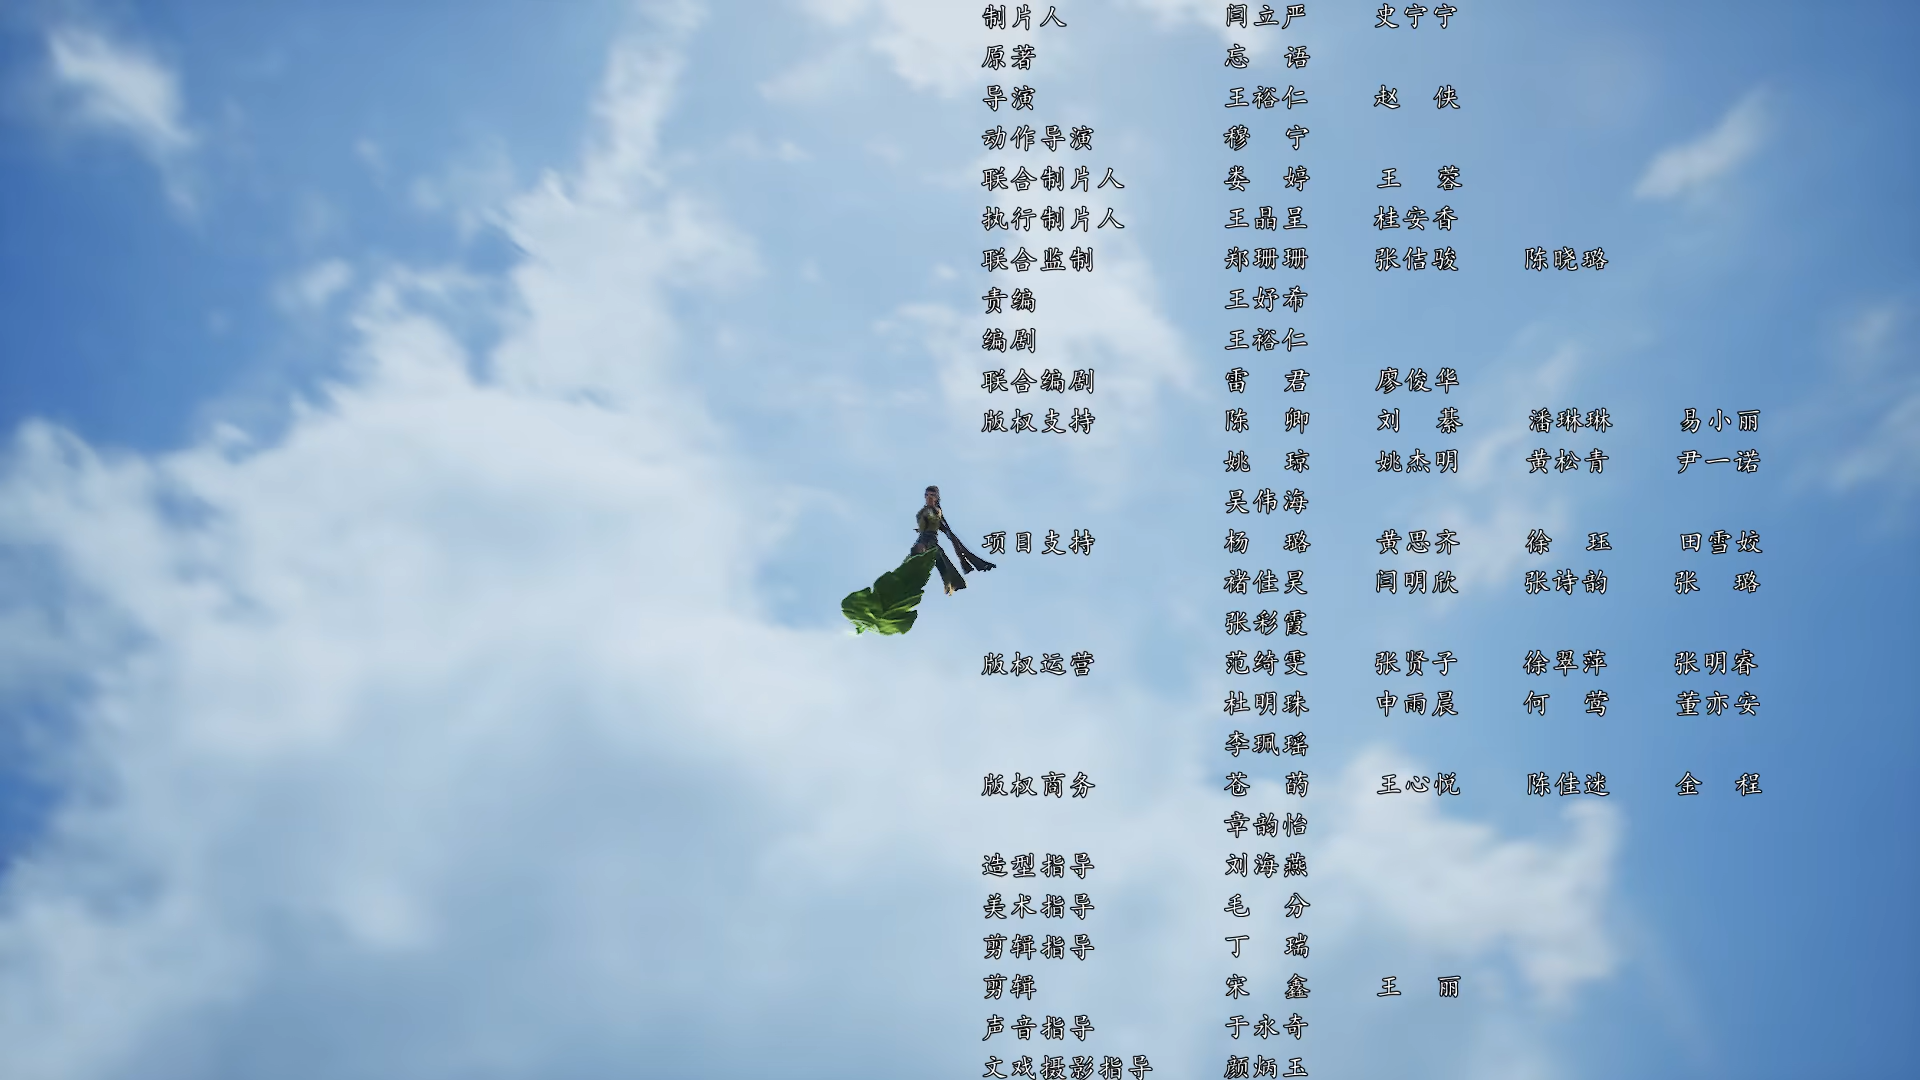 制片人 闫立严 史宁宁
原著 忘语
导演 王裕仁 赵侠
动作导演 穆宁
联合制片人 娄婷 王蓉
执行制片人 王晶呈 桂安香
联合监制 郑珊珊 张佶骏 陈晓璐
责编 王妤希
编剧 王裕仁
联合编剧 雷君 廖俊华
版权支持 陈卿 刘綦 潘琳琳 易小丽
姚琼 姚杰明 黄松青 尹一诺
吴伟海
项目支持 杨璐 黄思齐 徐珏 田雪姣
褚佳昊 闫明欣 张诗韵 张璐
张彩霞
版权运营 范绮雯 张贤子 徐翠萍 张明睿
杜明珠 申雨晨 何莺 董亦安
李珮瑶
版权商务 苍菂 王心悦 陈佳迷 金程
章韵怡
造型指导 刘海燕
美术指导 毛分
剪辑指导 丁瑞
剪辑 宋鑫 王丽
声音指导 于永奇
文戏摄影指导 颜炳玉